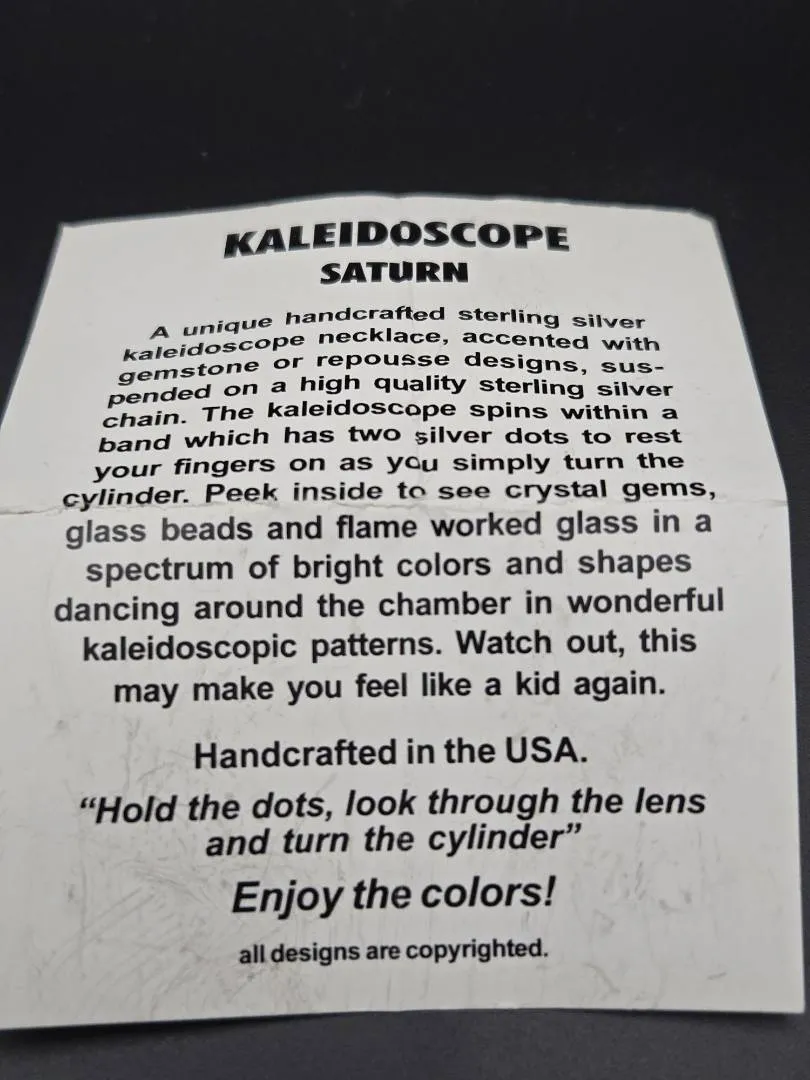 KALEIDOSCOPE
SATURN
A unique handcrafted sterling silver
kaleidoscope necklace, accented with
gemstone or repousse designs, sus-
pended on a high quality sterling silver
chain. The kaleidoscope spins within a
band which has two silver dots to rest
your fingers on as you simply turn the
cylinder. Peek inside to see crystal gems,
glass beads and flame worked glass in a
spectrum of bright colors and shapes
dancing around the chamber in wonderful
kaleidoscopic patterns. Watch out, this
may make you feel like a kid again.
Handcrafted in the USA.
“Hold the dots, look through the lens
and turn the cylinder”
Enjoy the colors!
all designs are copyrighted.